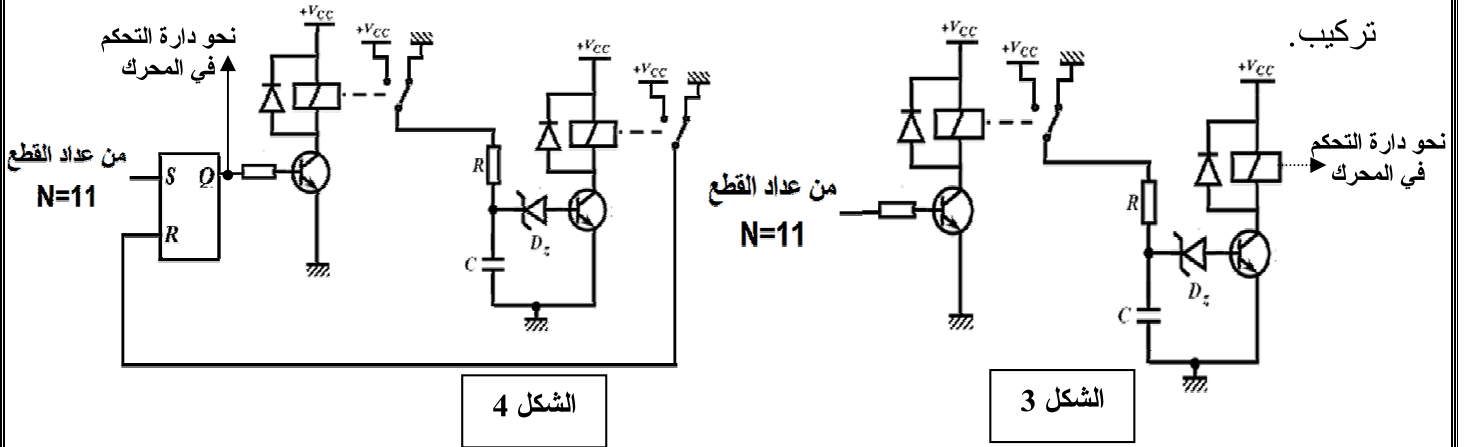 تركيب.
+VCC
+VCC
+VCC
نحو دارة التحكم
في المحرك
R
DZ
C
من عداد القطع
N=11
الشكل 3
نحو دارة التحكم
في المحرك
+VCC
+VCC
+VCC
+VCC
من عداد القطع
N=11
S Q
R
R
DZ
C
الشكل 4